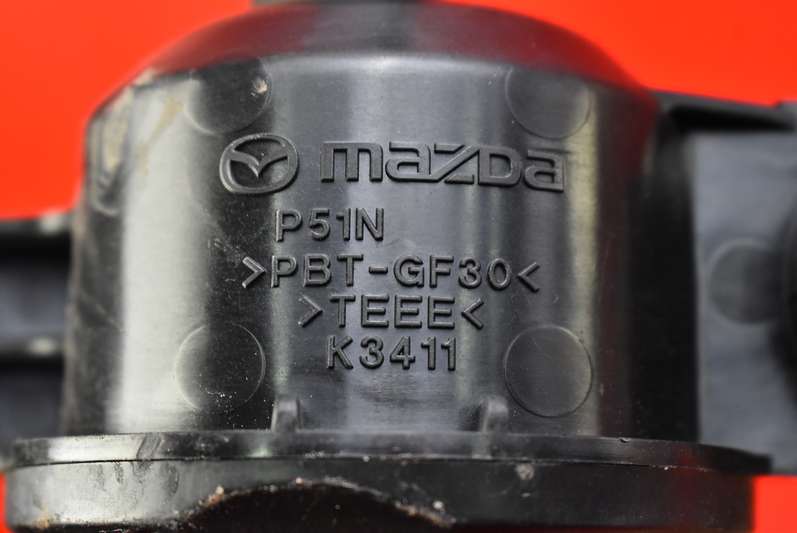 mazda
P51N
>PBT-GF30<
>TEEE<
K3411